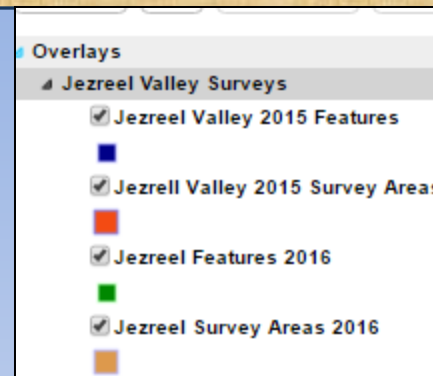 Overlays
Jezreel Valley Surveys
Jezreel Valley 2015 Features
Jezrell Valley 2015 Survey Areas
Jezreel Features 2016
Jezreel Survey Areas 2016